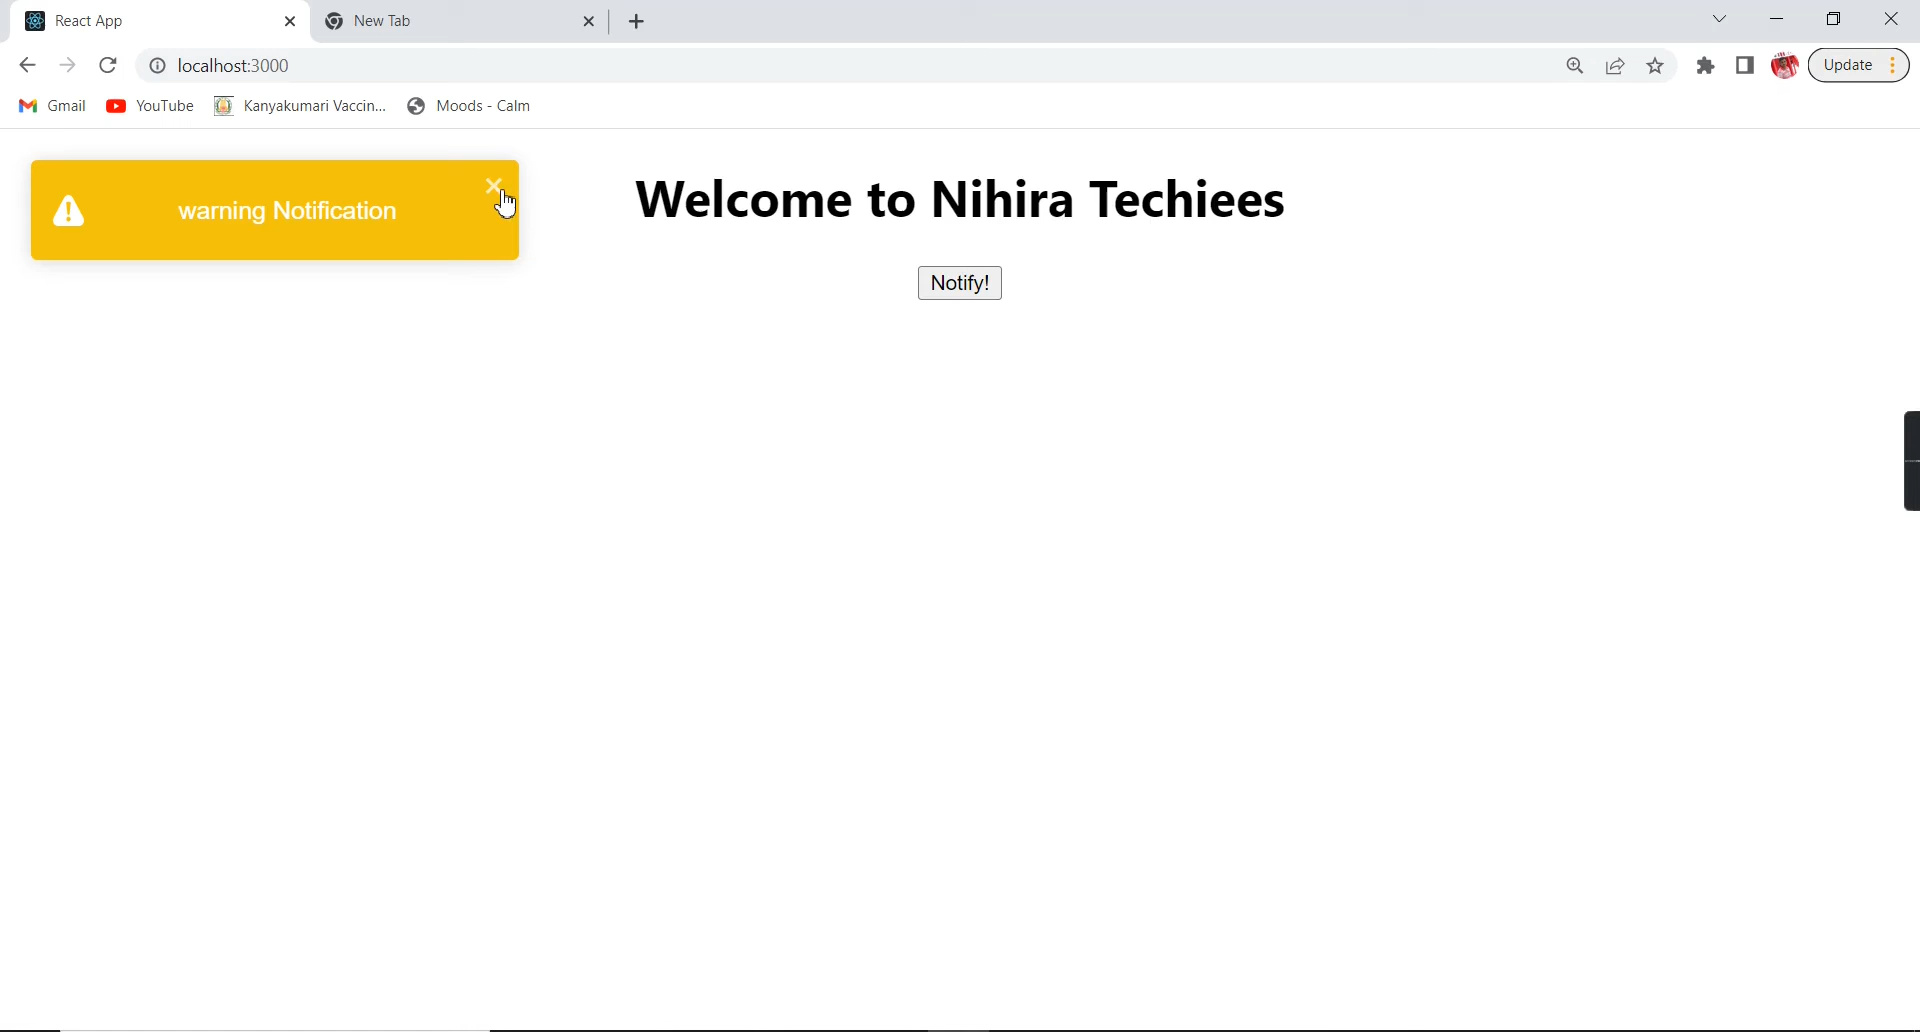 React App
New Tab
localhost:3000
Update
Gmail
YouTube
Kanyakumari Vaccin...
Moods - Calm
warning Notification
Welcome to Nihira Techiees
Notify!